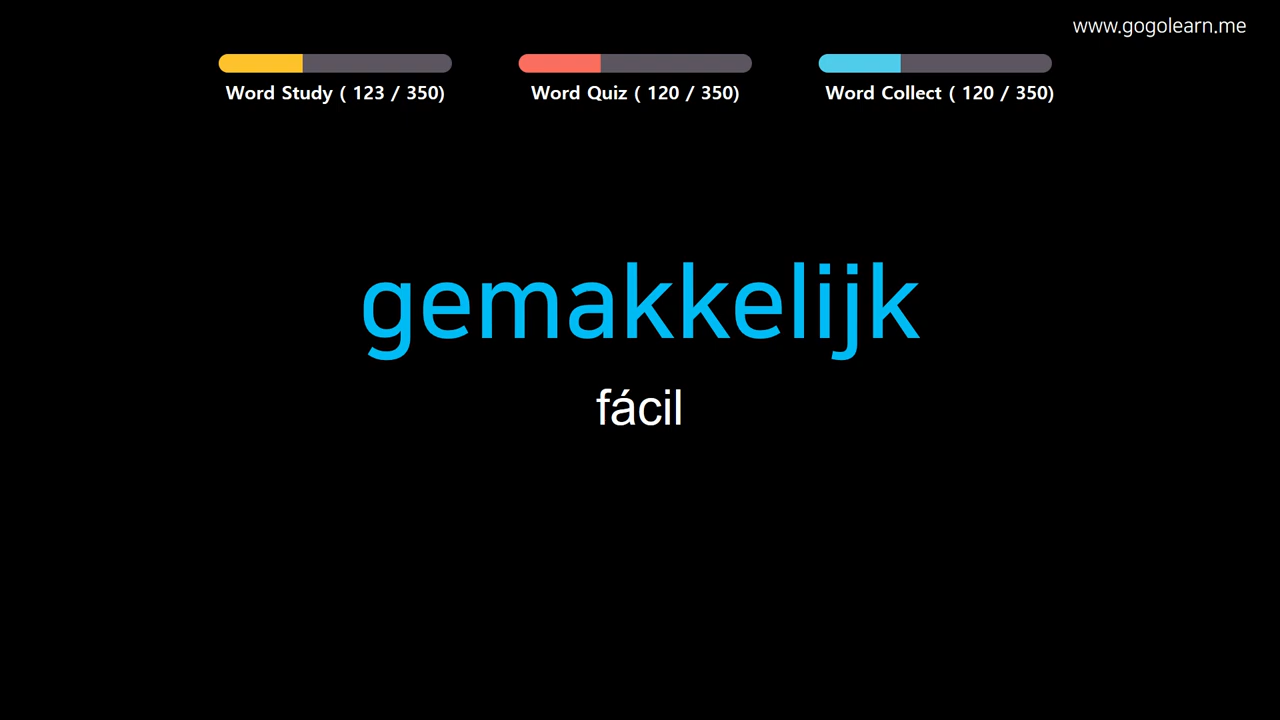 www.gogolearn.me
Word Study ( 123 / 350)
Word Quiz ( 120 / 350)
Word Collect ( 120 / 350)
gemakkelijk
fácil